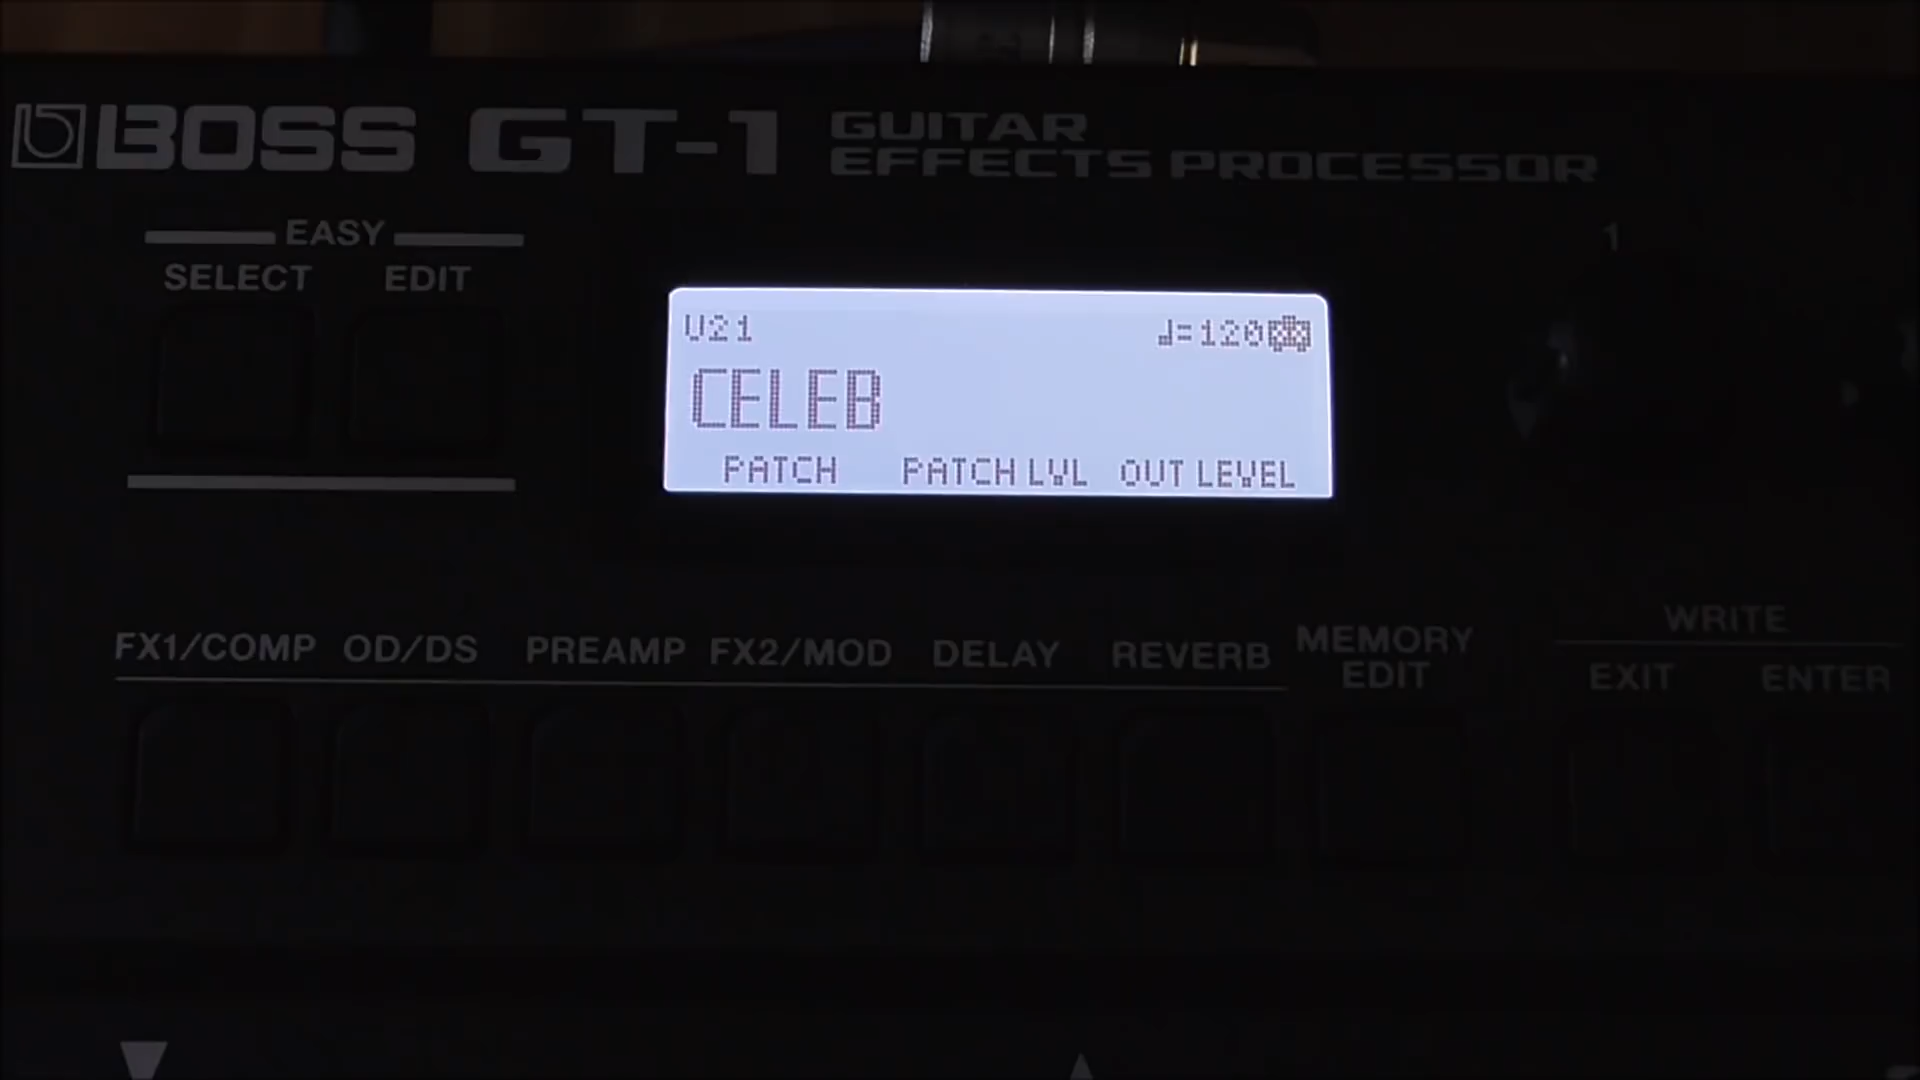 BOSS GT-1 GUITAR
EFFECTS PROCESSOR
EASY
SELECT EDIT
1
U21 ♩=120
CELEB
PATCH PATCH LVL OUT LEVEL
FX1/COMP OD/DS PREAMP FX2/MOD DELAY REVERB MEMORY EDIT
WRITE
EXIT ENTER